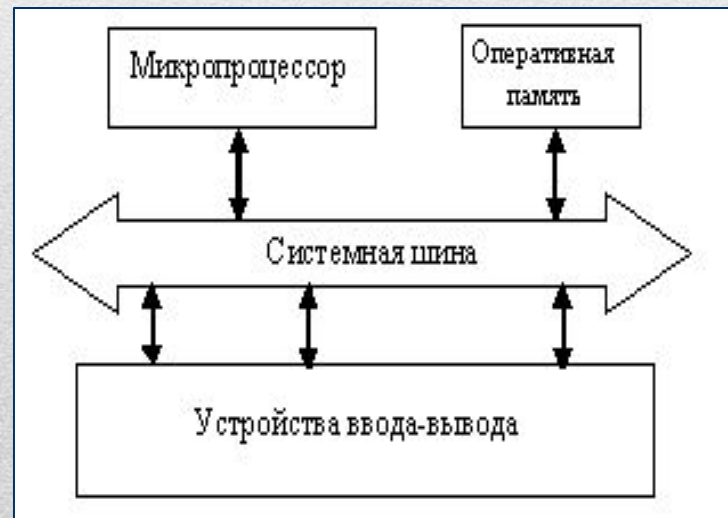 Микропроцессор
Оперативная
память
Системная шина
Устройства ввода-вывода